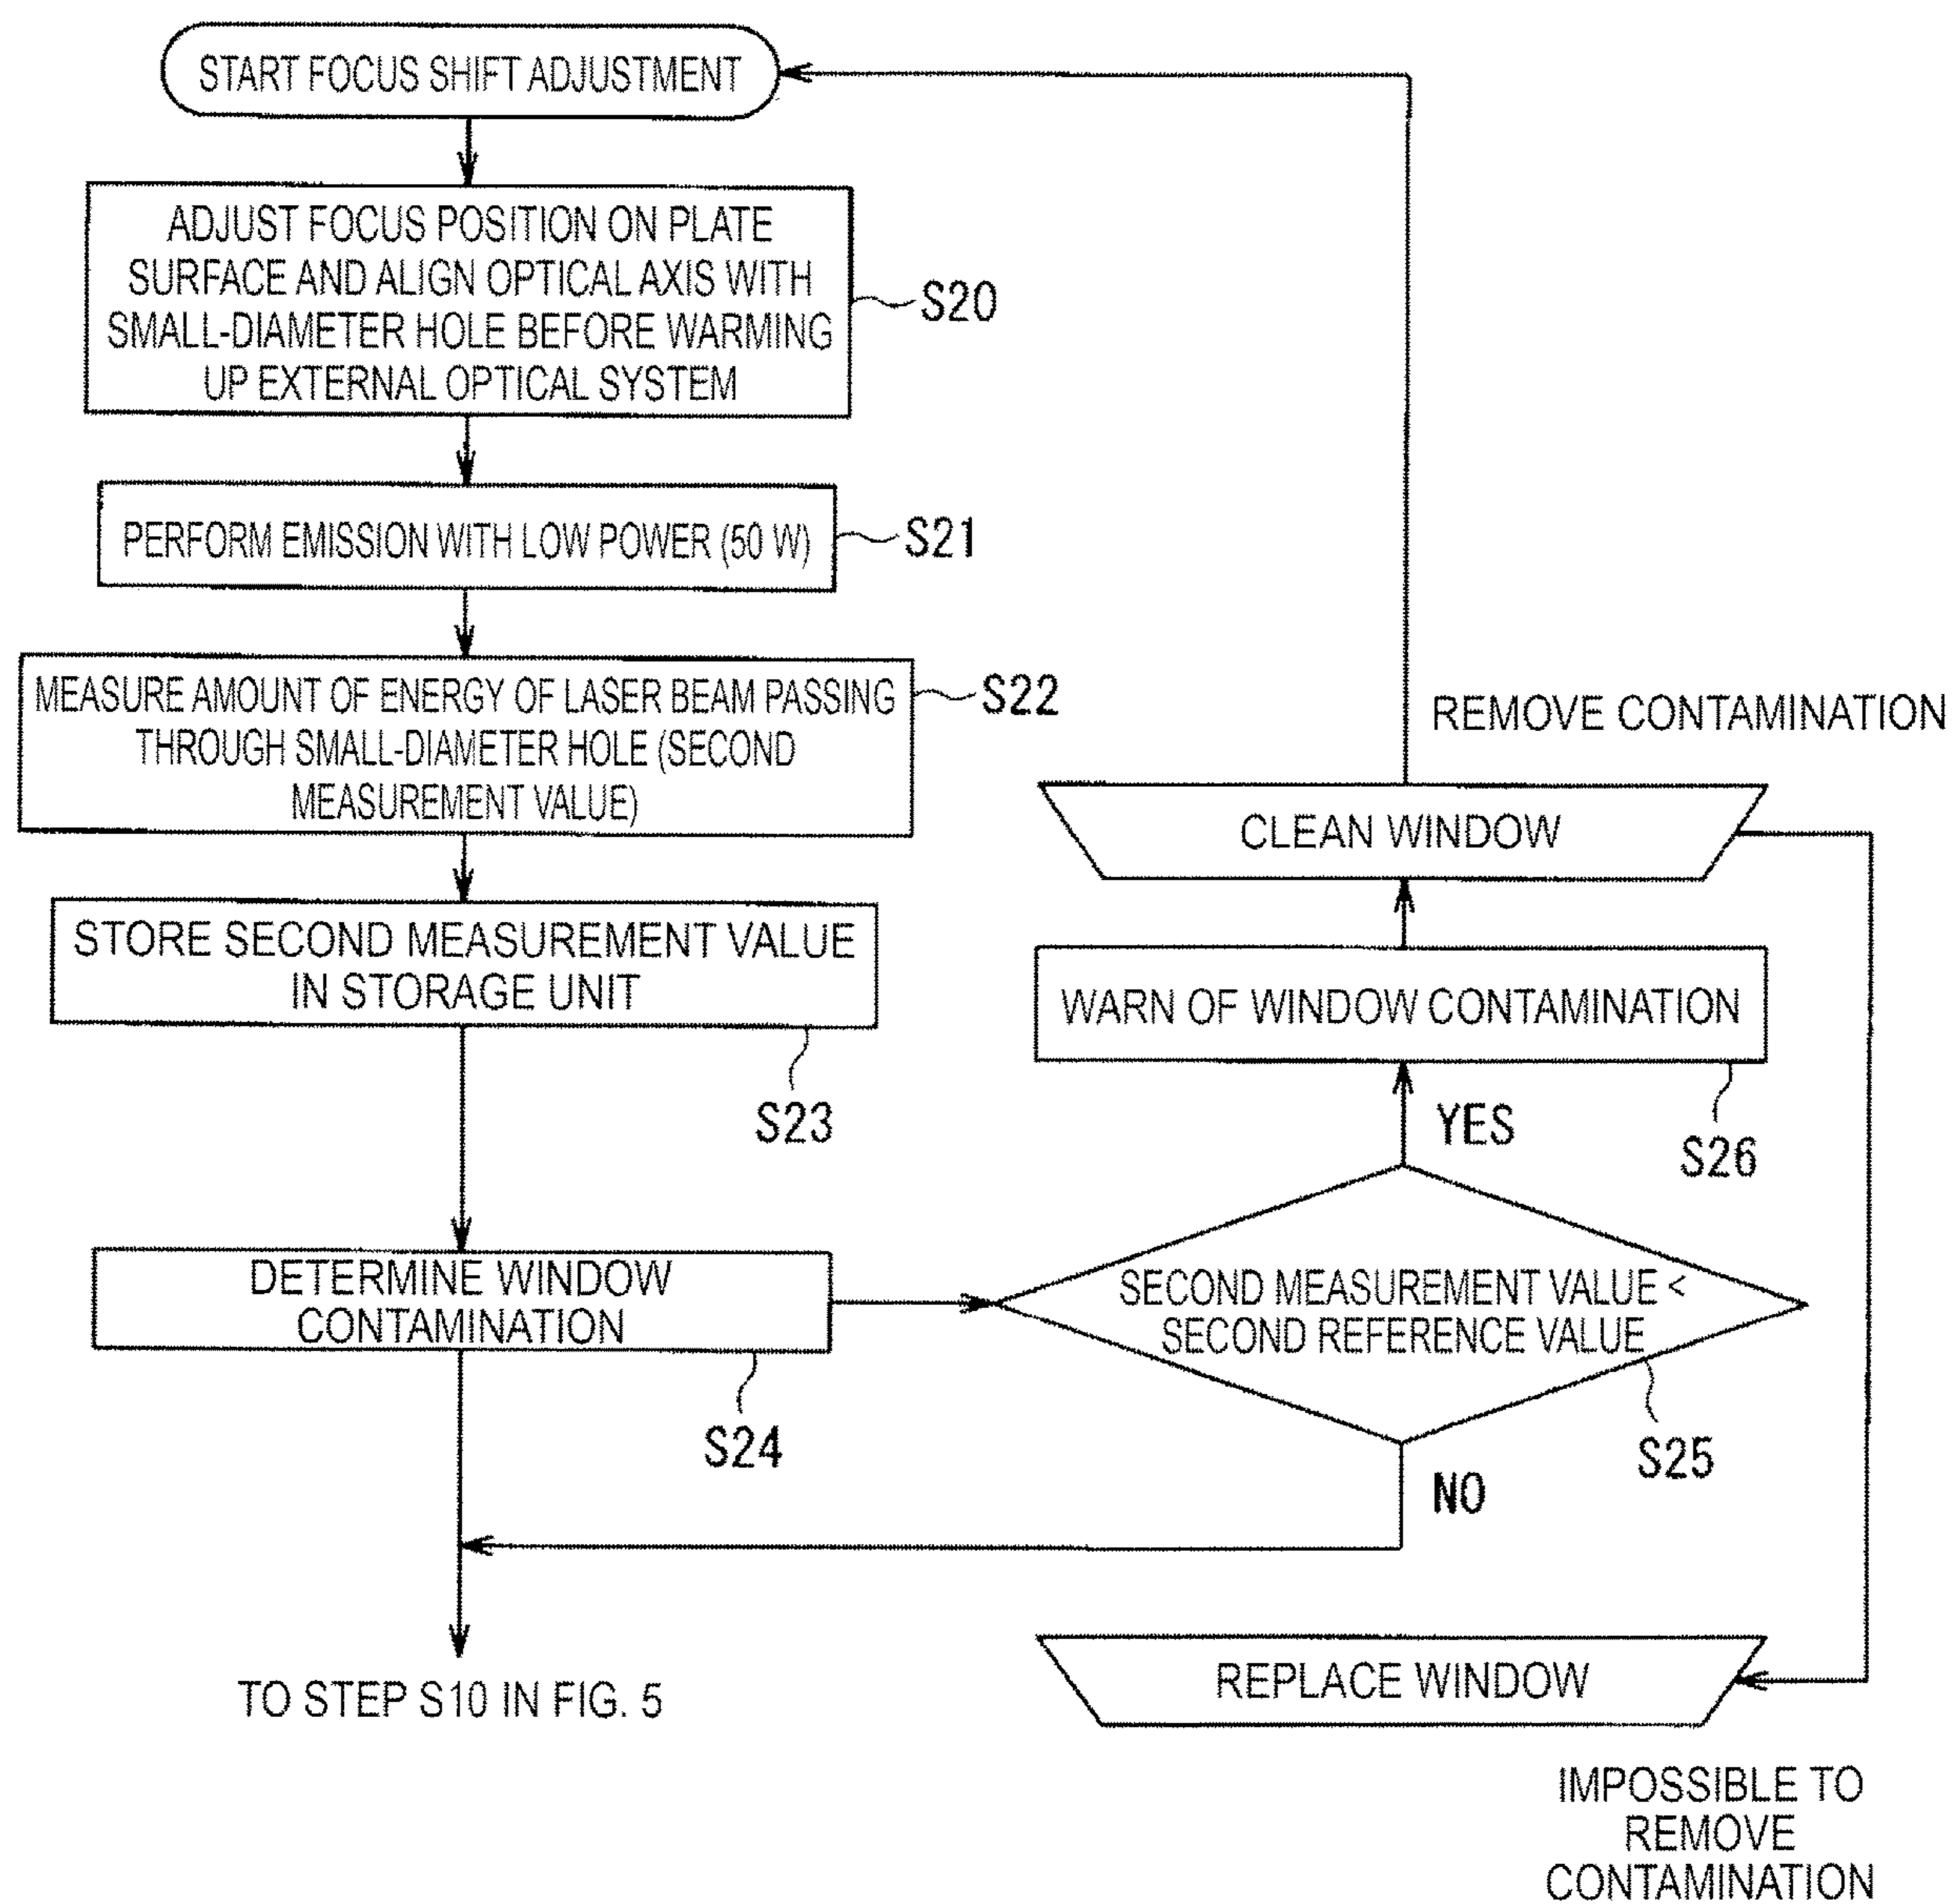 START FOCUS SHIFT ADJUSTMENT
ADJUST FOCUS POSITION ON PLATE
SURFACE AND ALIGN OPTICAL AXIS WITH
SMALL-DIAMETER HOLE BEFORE WARMING
UP EXTERNAL OPTICAL SYSTEM
S20
PERFORM EMISSION WITH LOW POWER (50 W)
S21
MEASURE AMOUNT OF ENERGY OF LASER BEAM PASSING
THROUGH SMALL-DIAMETER HOLE (SECOND
MEASUREMENT VALUE)
S22
STORE SECOND MEASUREMENT VALUE
IN STORAGE UNIT
S23
DETERMINE WINDOW
CONTAMINATION
S24
TO STEP S10 IN FIG. 5
REMOVE CONTAMINATION
CLEAN WINDOW
WARN OF WINDOW CONTAMINATION
S26
YES
SECOND MEASUREMENT VALUE <
SECOND REFERENCE VALUE
S25
NO
REPLACE WINDOW
IMPOSSIBLE TO
REMOVE
CONTAMINATION